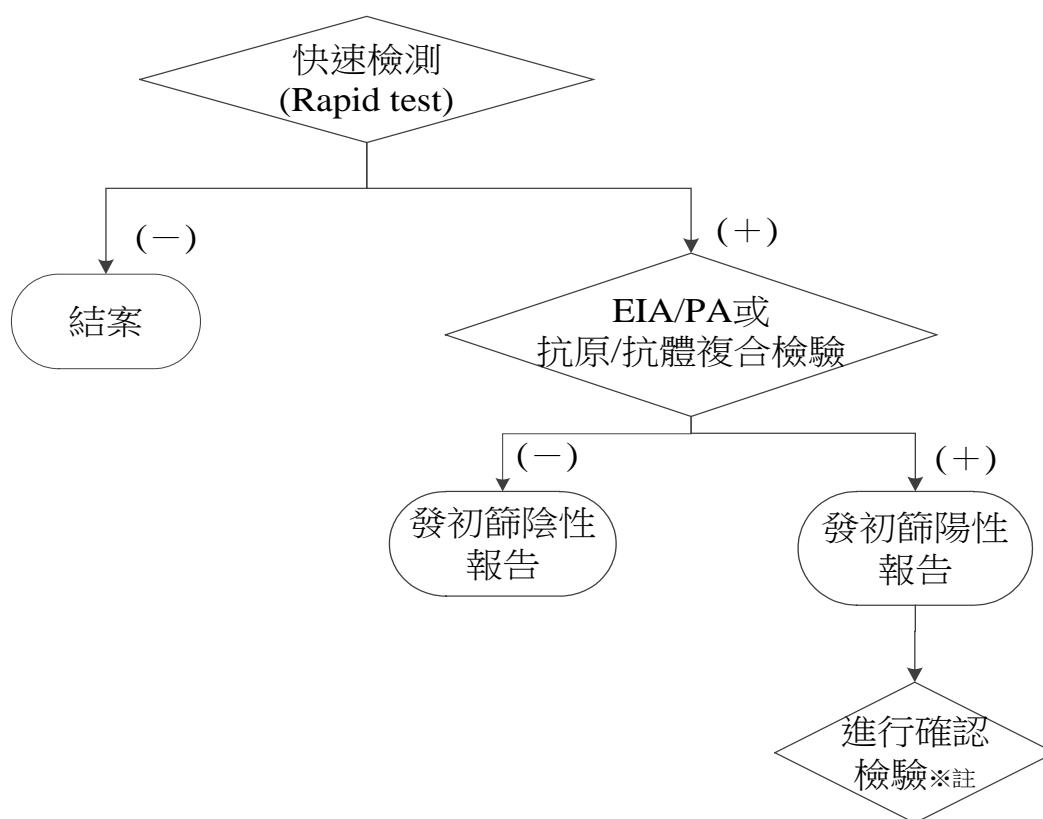 快速檢測
(Rapid test)
(－)
(＋)
結案
EIA/PA或
抗原/抗體複合檢驗
(－)
(＋)
發初篩陰性
報告
發初篩陽性
報告
進行確認
檢驗※註